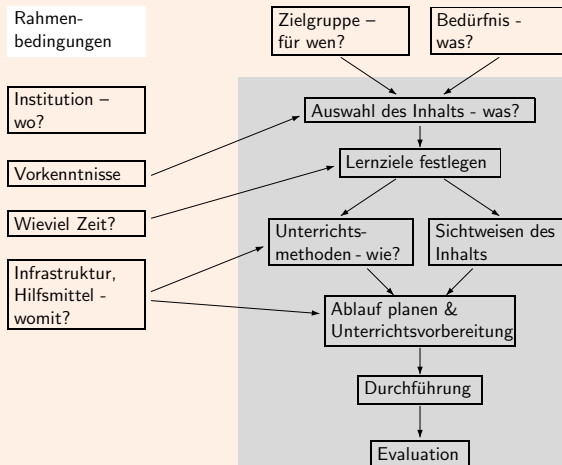 Rahmen-
bedingungen
Zielgruppe –
für wen?
Bedürfnis -
was?
Institution –
wo?
Auswahl des Inhalts - was?
Vorkenntnisse
Lernziele festlegen
Wieviel Zeit?
Unterrichts-
methoden - wie?
Sichtweisen des
Inhalts
Infrastruktur,
Hilfsmittel -
womit?
Ablauf planen &
Unterrichtsvorbereitung
Durchführung
Evaluation